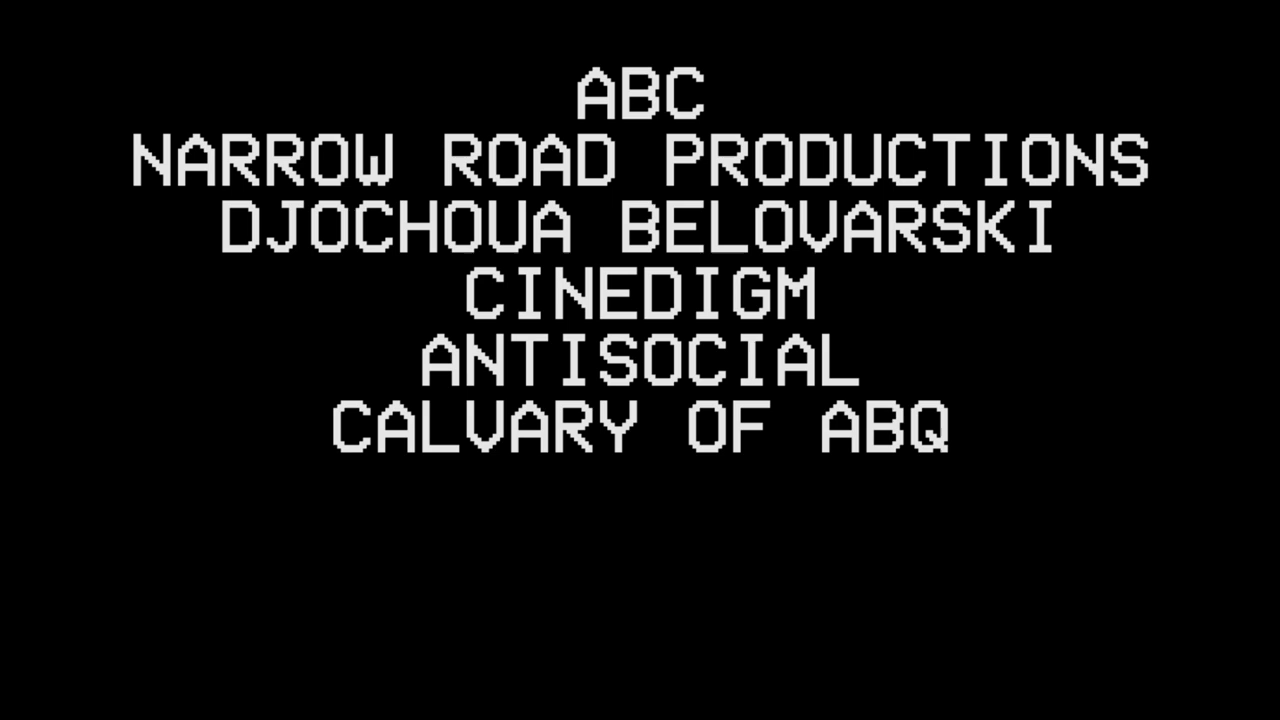 ABC
NARROW ROAD PRODUCTIONS
DJOCHOUA BELOVARSKI
CINEDIGM
ANTISOCIAL
CALVARY OF ABQ